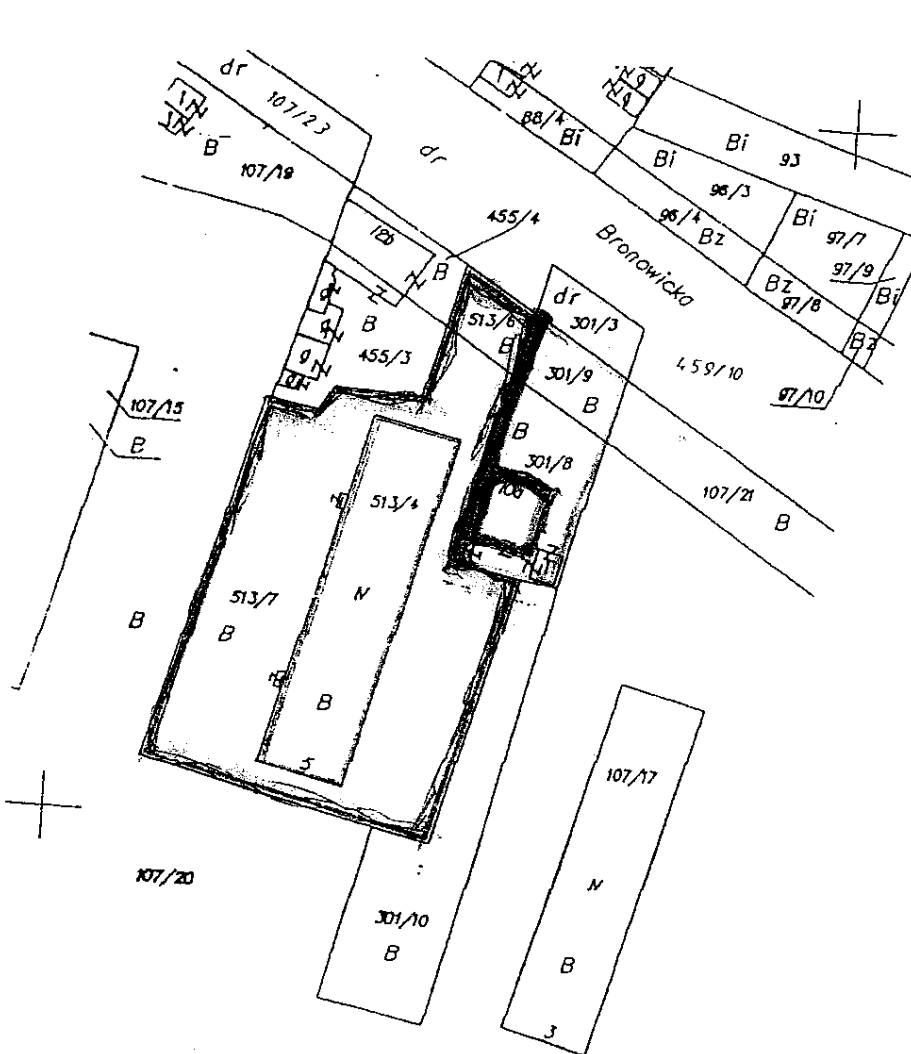 dr
107/23
B
107/19
dr
88/4
Bi
Bi
93
Bi
96/3
96/4
Bz
Bi
97/7
97/9
Bz
97/8
Bi
Bz
97/10
Bronowicka
455/4
126
B
B
455/3
513/6
B
dr
301/3
301/9
B
B
301/8
108
459/10
107/21
B
107/15
B
513/4
513/7
B
N
B
B
5
107/17
N
B
3
107/20
301/10
B